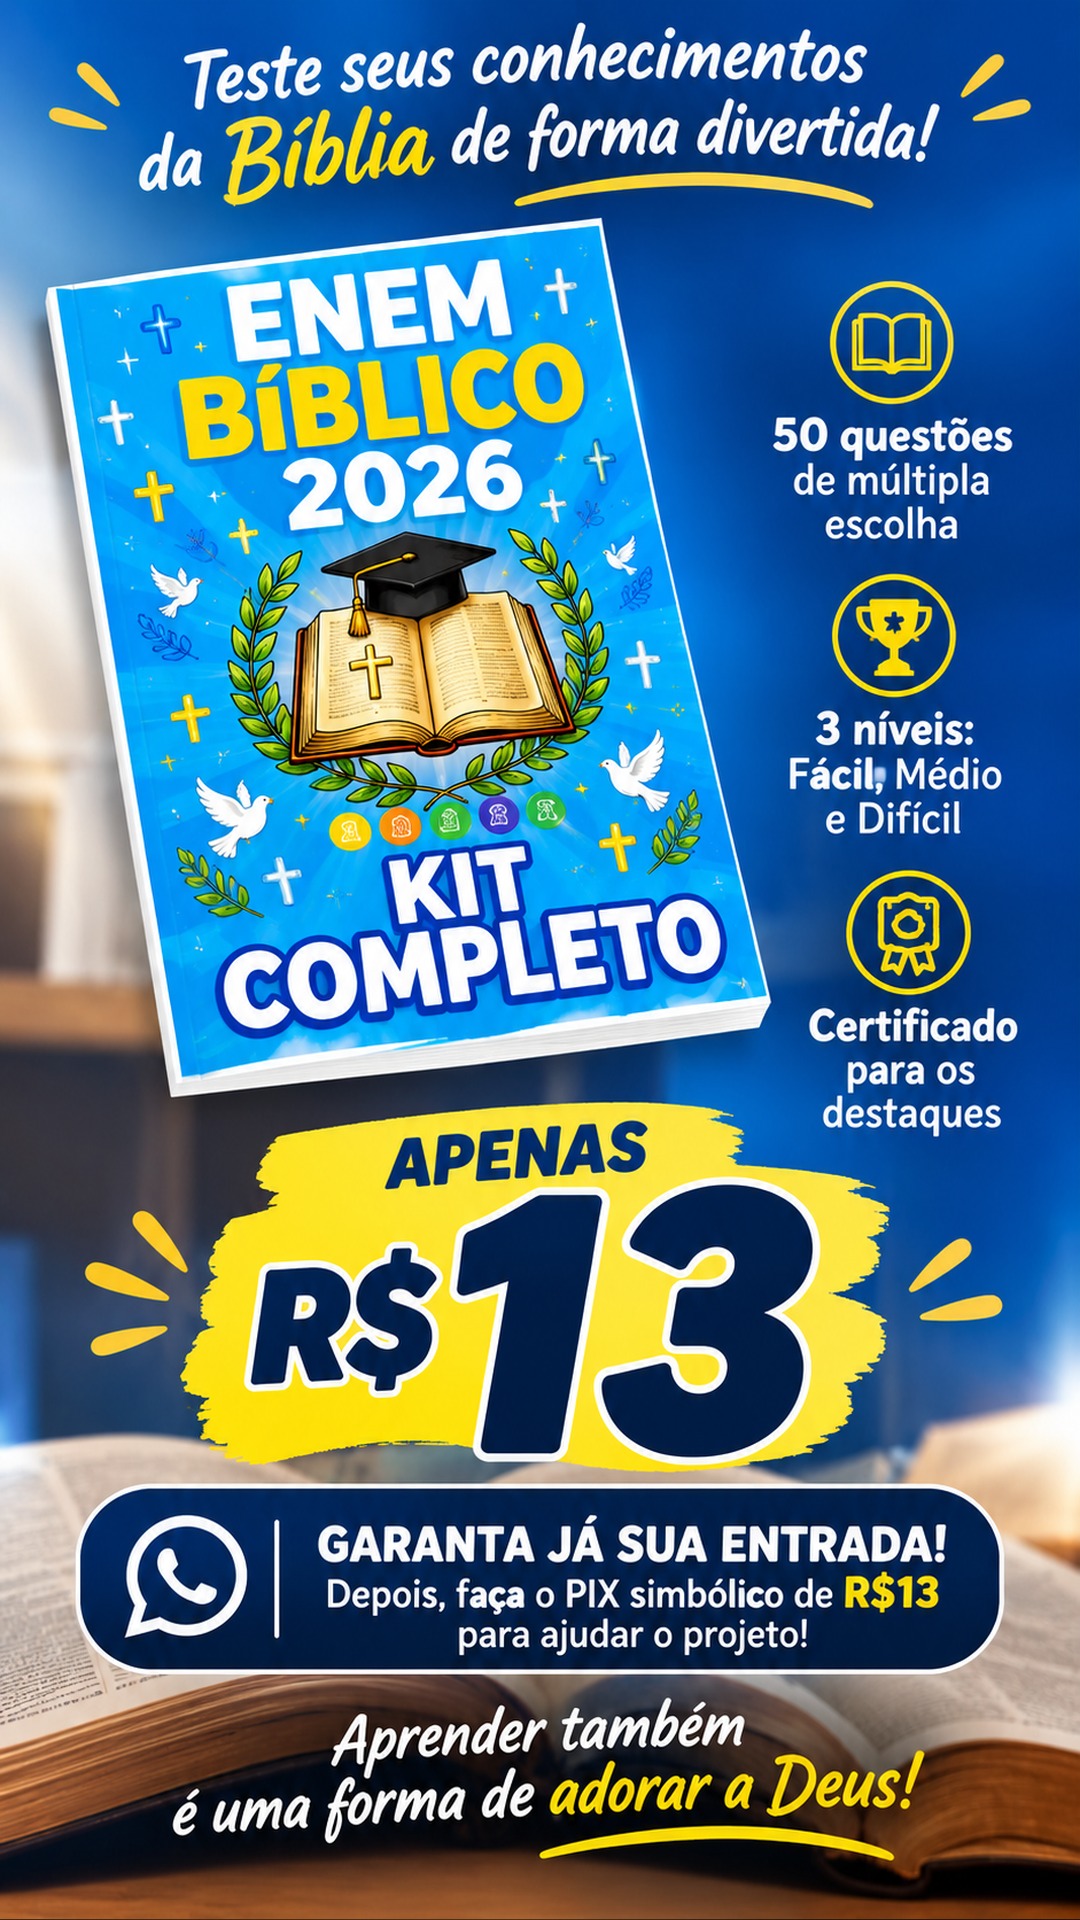 Teste seus conhecimentos
da Bíblia de forma divertida!
ENEM
BÍBLICO
2026
KIT
COMPLETO
50 questões
de múltipla
escolha
3 níveis:
Fácil, Médio
e Difícil
Certificado
para os
destaques
APENAS
R$13
GARANTA JÁ SUA ENTRADA!
Depois, faça o PIX simbólico de R$13
para ajudar o projeto!
Aprender também
é uma forma de adorar a Deus!